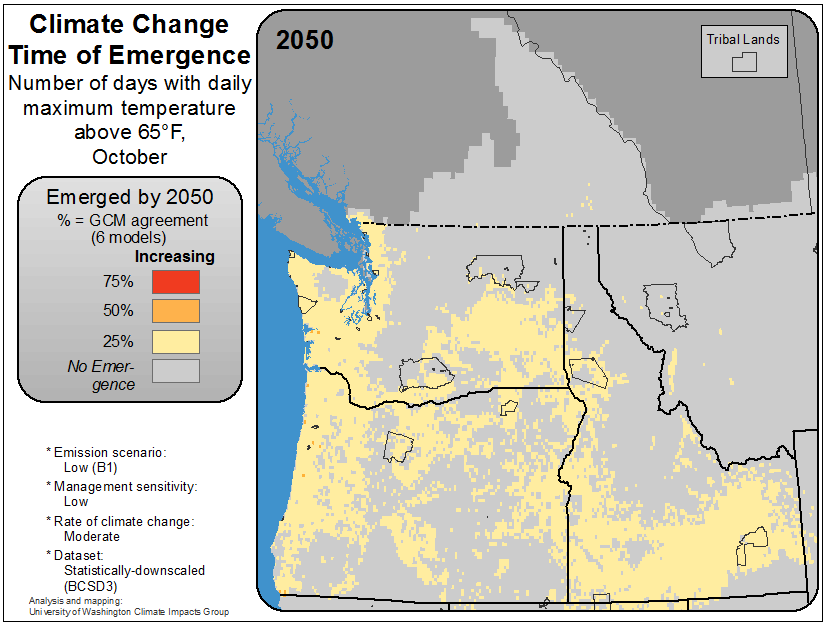 Climate Change
Time of Emergence
Number of days with daily
maximum temperature
above 65°F,
October
Emerged by 2050
% = GCM agreement
(6 models)
Increasing
75%
50%
25%
No Emer-
gence
* Emission scenario:
Low (B1)
* Management sensitivity:
Low
* Rate of climate change:
Moderate
* Dataset:
Statistically-downscaled
(BCSD3)
Analysis and mapping:
University of Washington Climate Impacts Group
2050
Tribal Lands